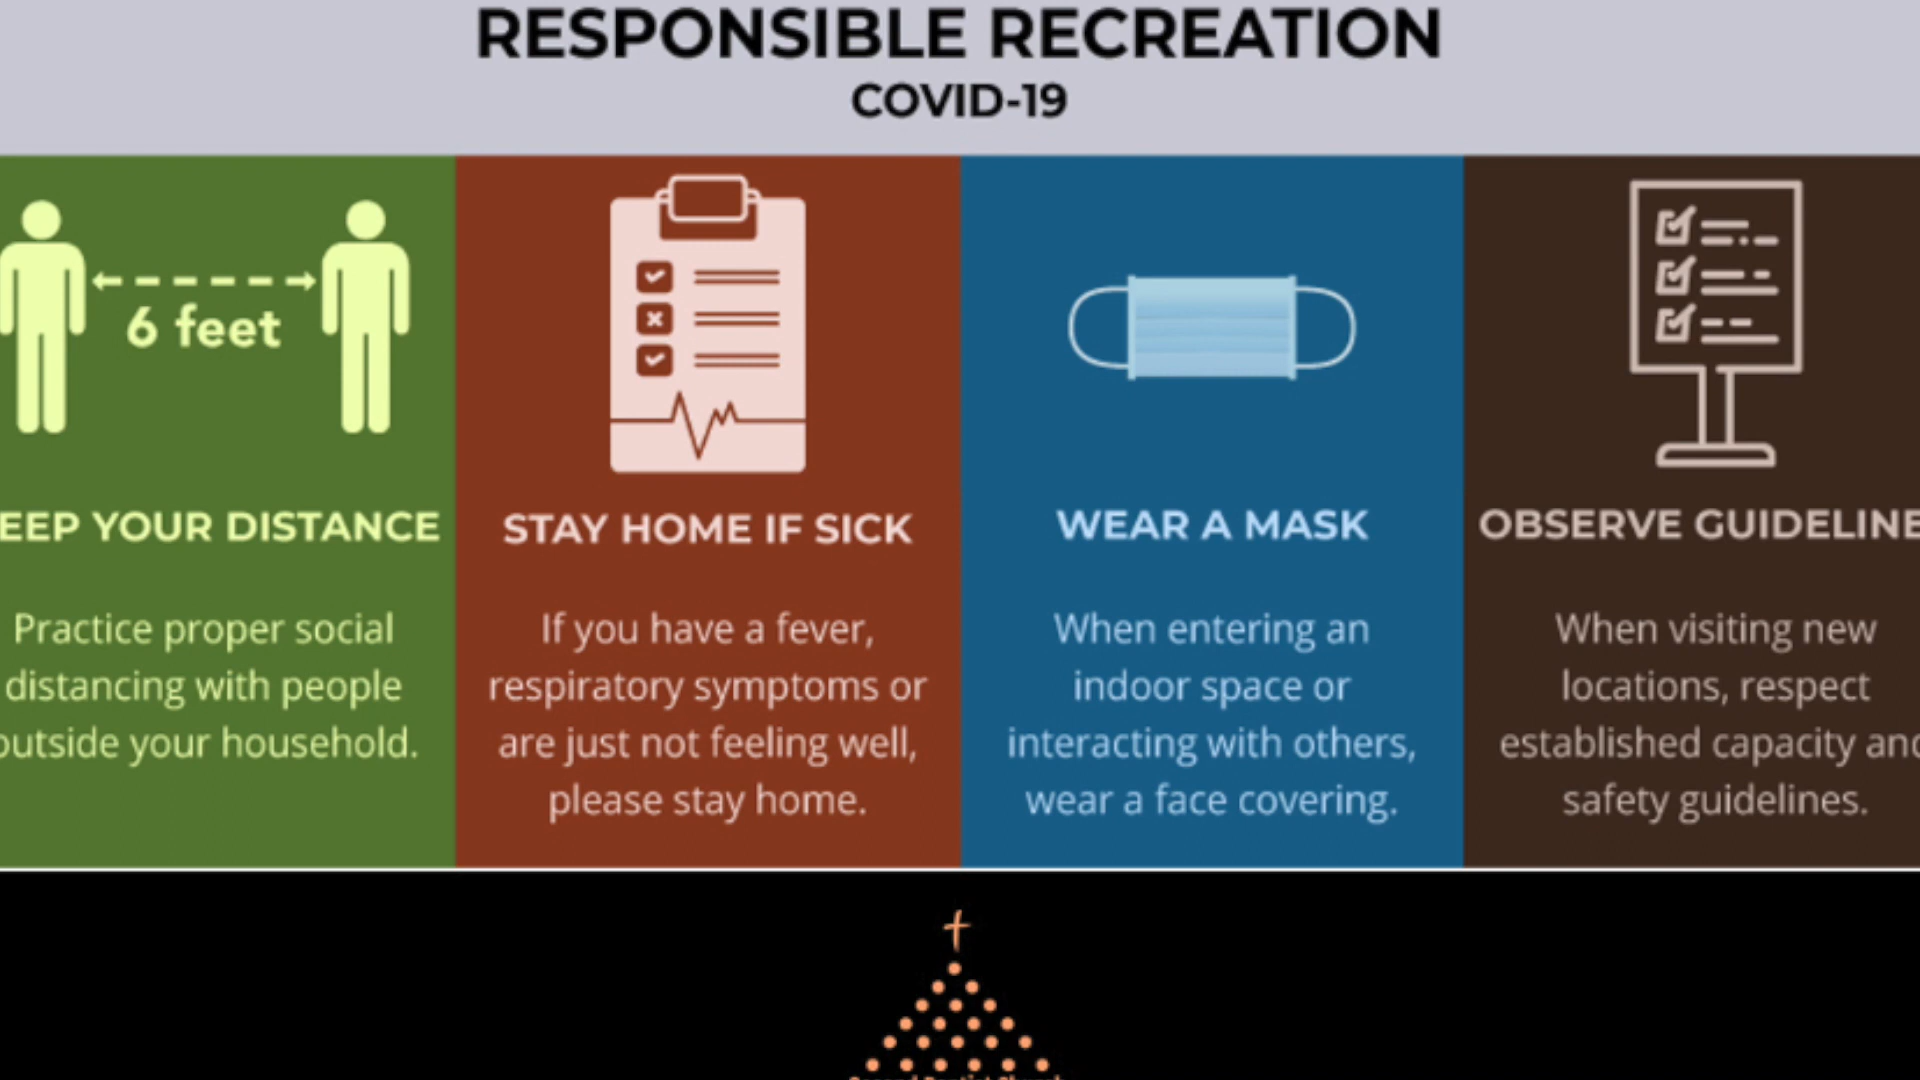 RESPONSIBLE RECREATION
COVID-19
6 feet
EEP YOUR DISTANCE
Practice proper social
distancing with people
outside your household.
STAY HOME IF SICK
If you have a fever,
respiratory symptoms or
are just not feeling well,
please stay home.
WEAR A MASK
When entering an
indoor space or
interacting with others,
wear a face covering.
OBSERVE GUIDELINE
When visiting new
locations, respect
established capacity and
safety guidelines.